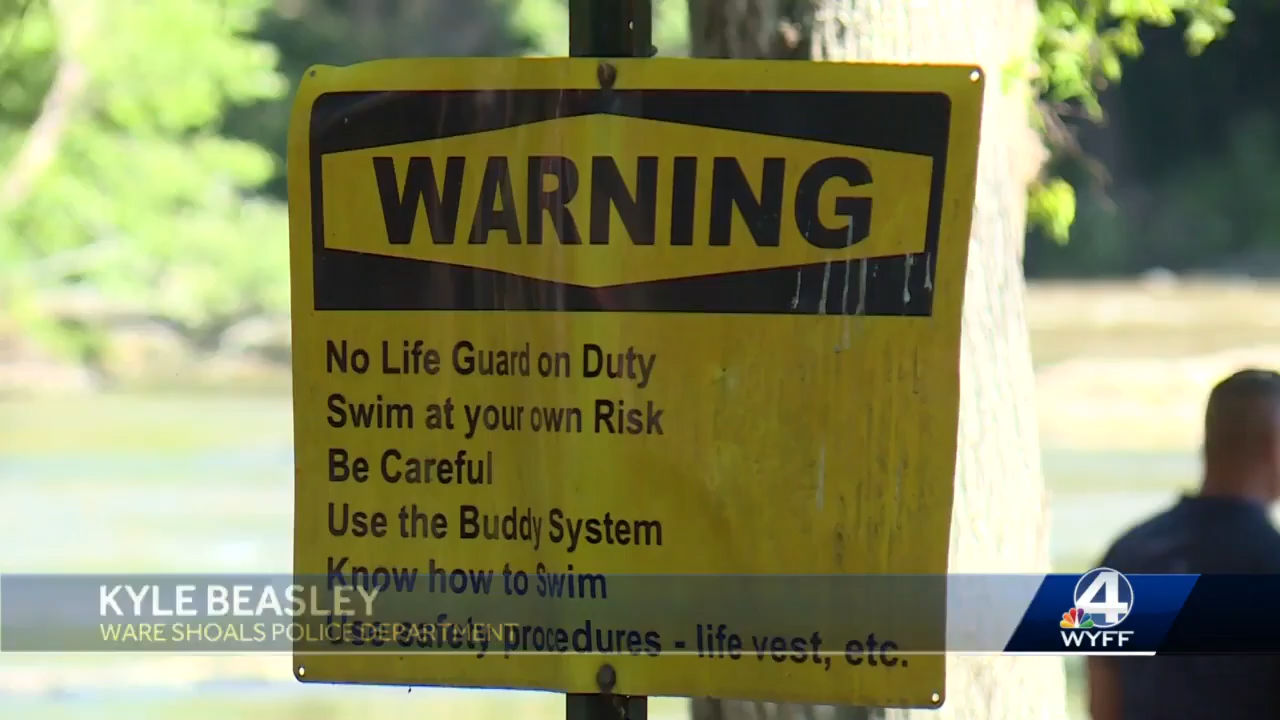 WARNING
No Life Guard on Duty
Swim at your own Risk
Be Careful
Use the Buddy System
Know how to Swim
Use safety procedures - life vest, etc.
KYLE BEASLEY
WARE SHOALS POLICE DEPARTMENT
4
WYFF